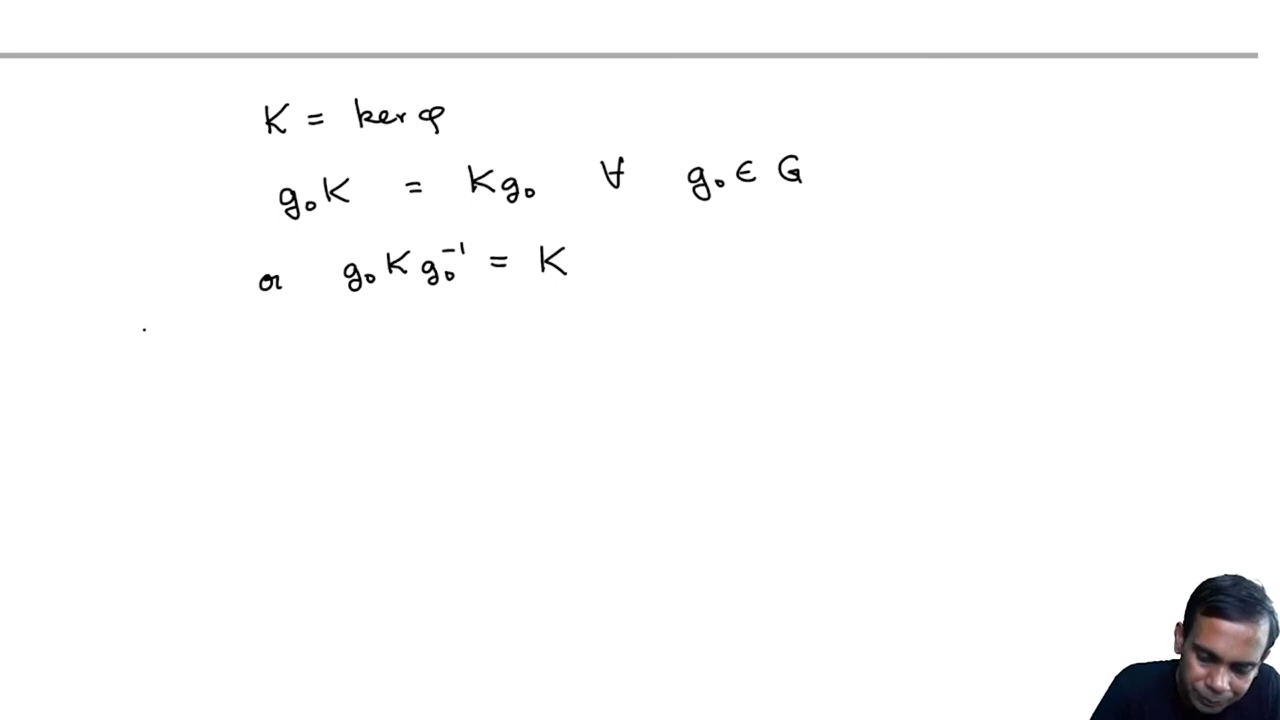 K = ker φ
g₀K = Kg₀ ∀ g₀ ∈ G
or g₀Kg₀⁻¹ = K